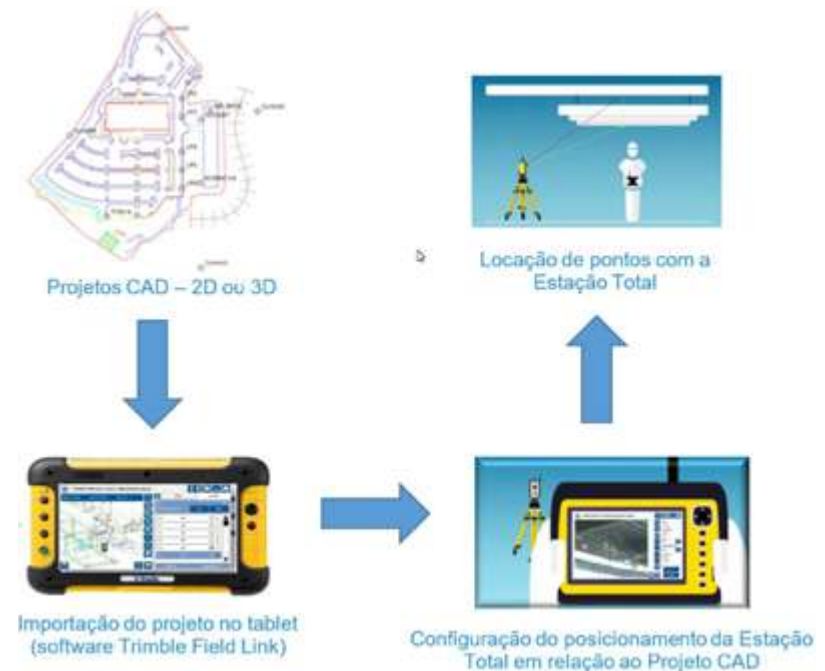 Projetos CAD – 2D ou 3D
Importação do projeto no tablet
(software Trimble Field Link)
Configuração do posicionamento da Estação
Total em relação ao Projeto CAD
Locação de pontos com a
Estação Total